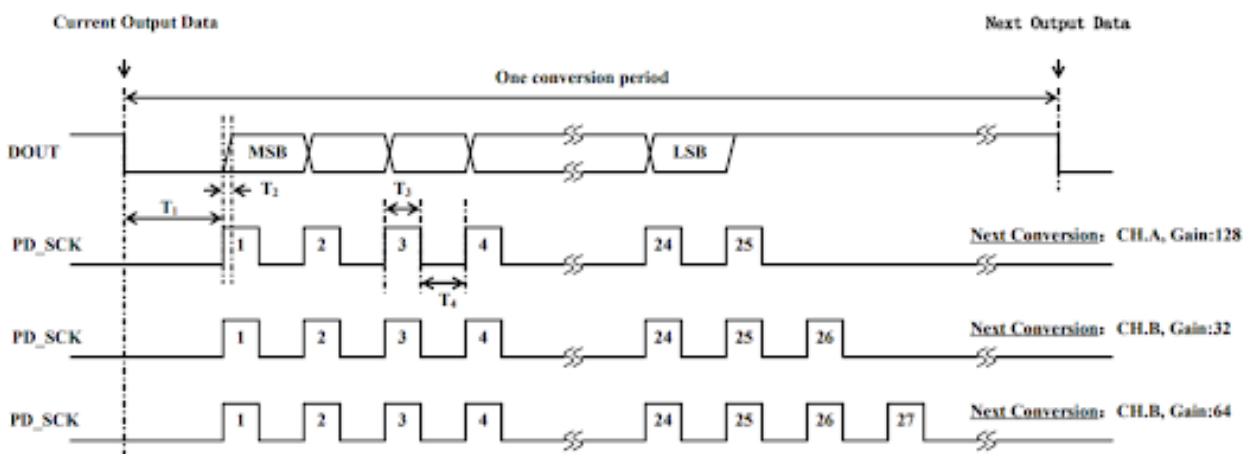 Current Output Data
Next Output Data
One conversion period
DOUT
MSB
LSB
T2
T3
T1
PD_SCK
1
2
3
4
24
25
Next Conversion: CH.A, Gain:128
T4
PD_SCK
1
2
3
4
24
25
26
Next Conversion: CH.B, Gain:32
PD_SCK
1
2
3
4
24
25
26
27
Next Conversion: CH.B, Gain:64